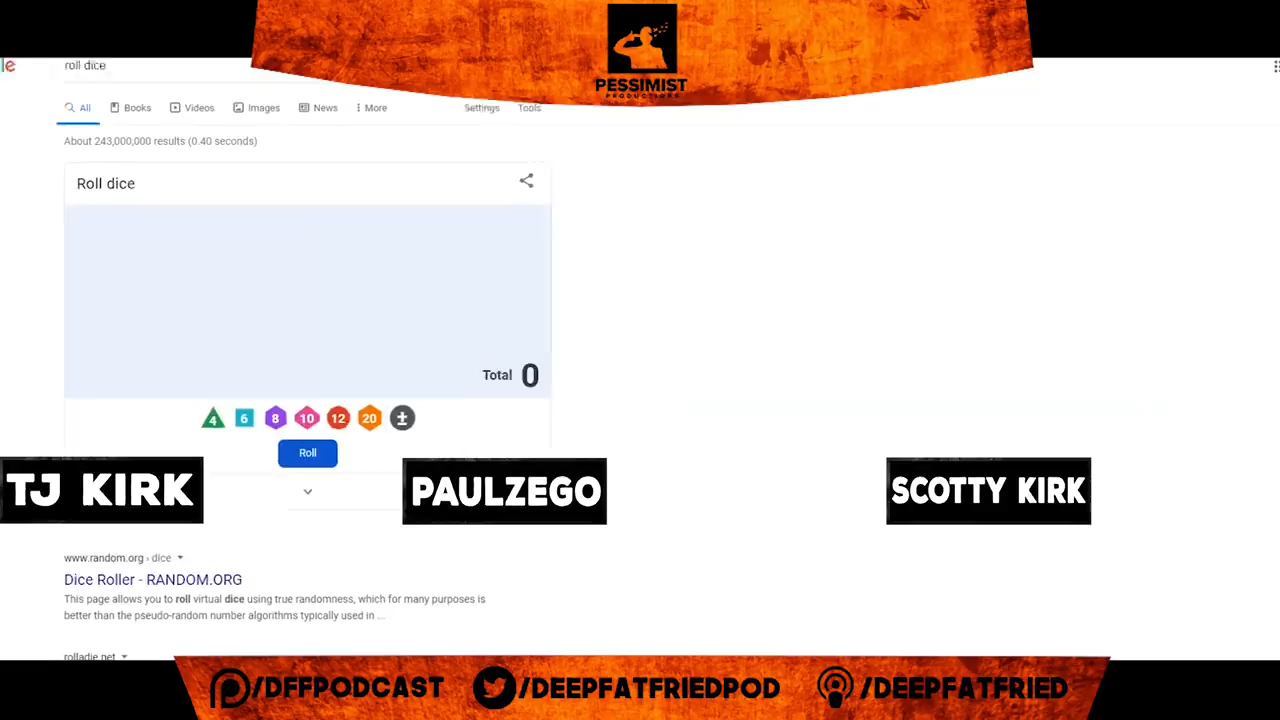 PESSIMIST
PRODUCTIONS
roll dice
All Books Videos Images News More Settings Tools
About 243,000,000 results (0.40 seconds)
Roll dice
Total 0
4 6 8 10 12 20 ±
Roll
TJ KIRK
PAULZEGO
SCOTTY KIRK
www.random.org › dice
Dice Roller - RANDOM.ORG
This page allows you to roll virtual dice using true randomness, which for many purposes is
better than the pseudo-random number algorithms typically used in ...
rolladie.net
/DFFPODCAST /DEEPFATFRIEDPOD /DEEPFATFRIED